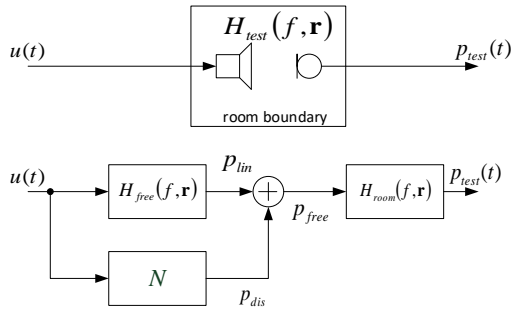 H_test(f,r)
u(t)
p_test(t)
room boundary
u(t)
H_free(f,r)
p_lin
+
p_free
H_room(f,r)
p_test(t)
N
p_dis